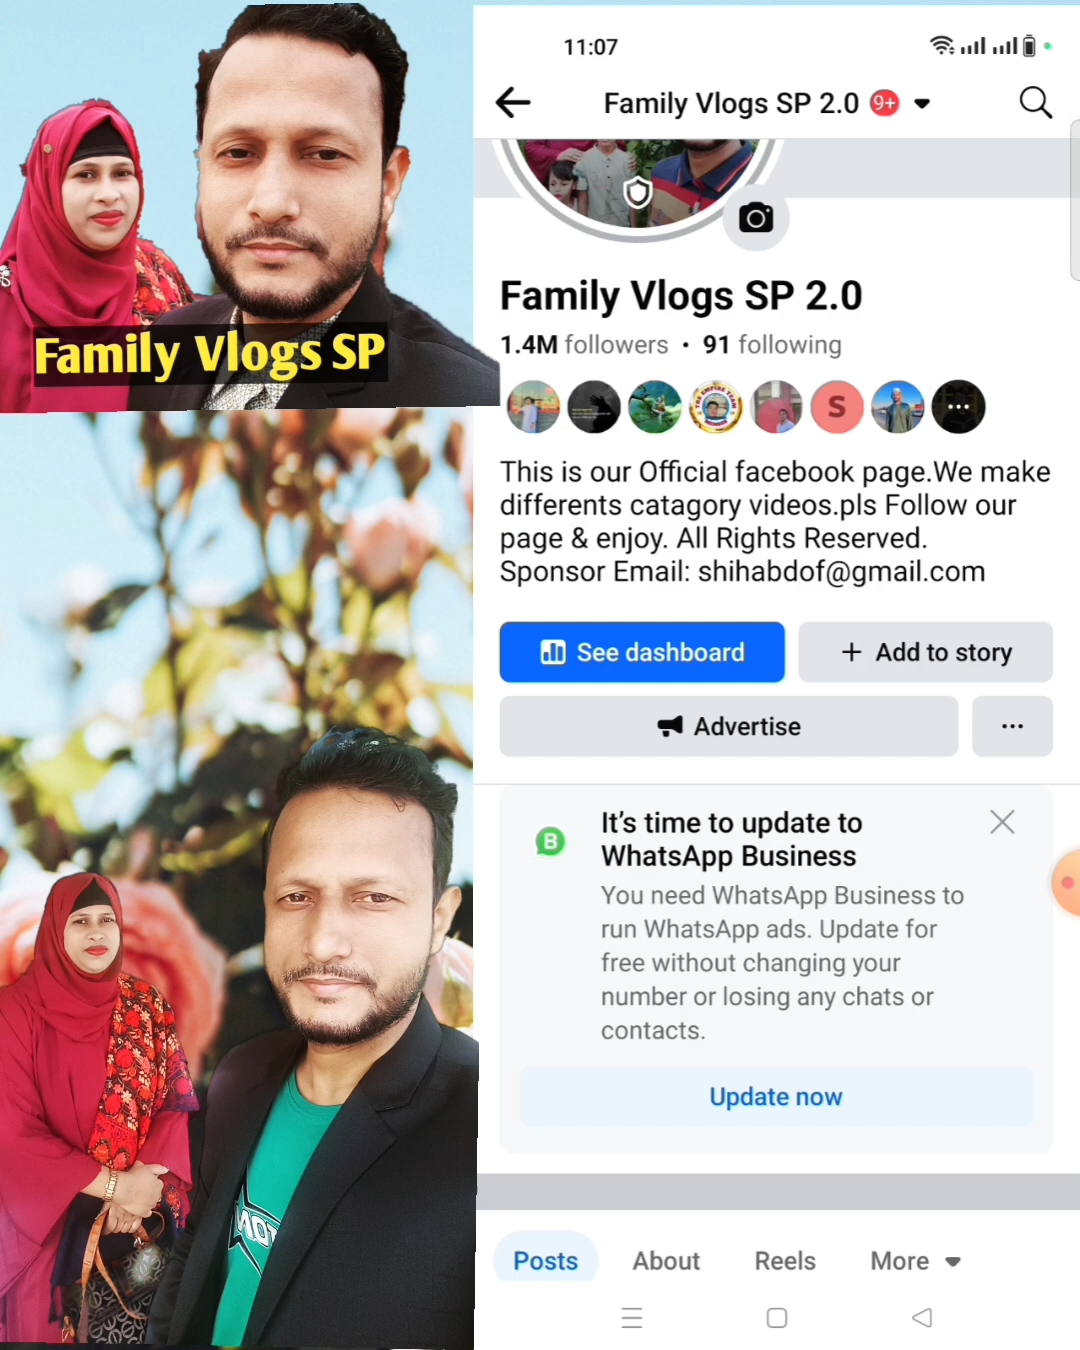 Family Vlogs SP
11:07
Family Vlogs SP 2.0 9+
Family Vlogs SP 2.0
1.4M followers • 91 following
THE EMPIRE TEAM
S
This is our Official facebook page.We make
differents catagory videos.pls Follow our
page & enjoy. All Rights Reserved.
Sponsor Email: shihabdof@gmail.com
See dashboard
+ Add to story
Advertise
B
It's time to update to
WhatsApp Business
You need WhatsApp Business to
run WhatsApp ads. Update for
free without changing your
number or losing any chats or
contacts.
Update now
Posts About Reels More